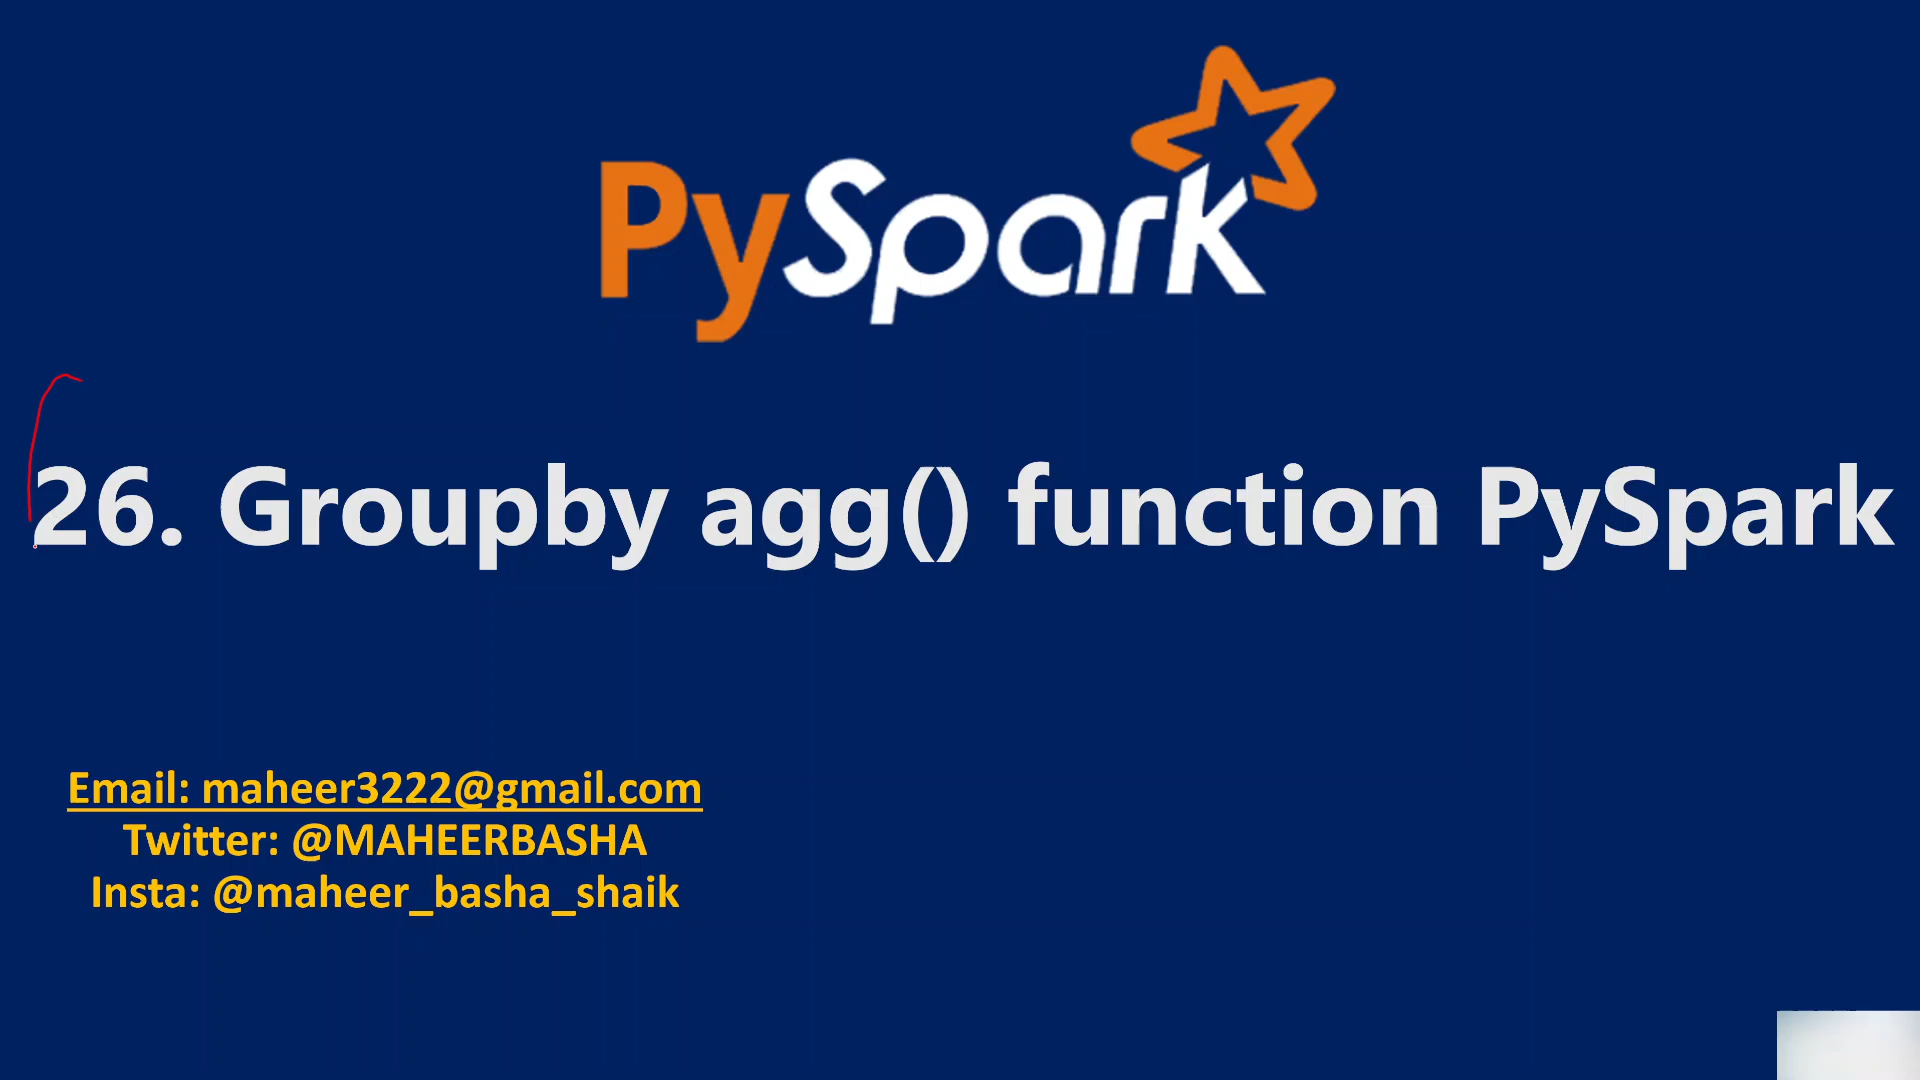 PySpark
26. Groupby agg() function PySpark
Email: maheer3222@gmail.com
Twitter: @MAHEERBASHA
Insta: @maheer_basha_shaik